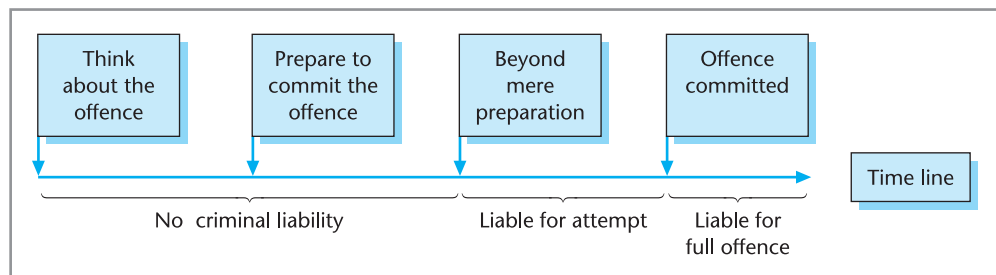 Think
about the
offence
Prepare to
commit the
offence
Beyond
mere
preparation
Offence
committed
Time line
No criminal liability
Liable for attempt
Liable for
full offence